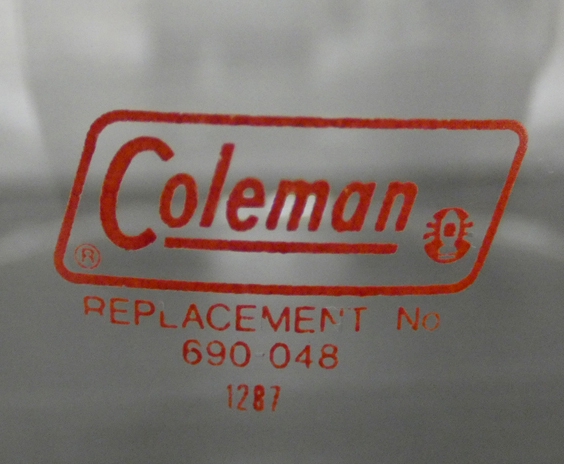 Coleman
®
REPLACEMENT No
690 048
1287